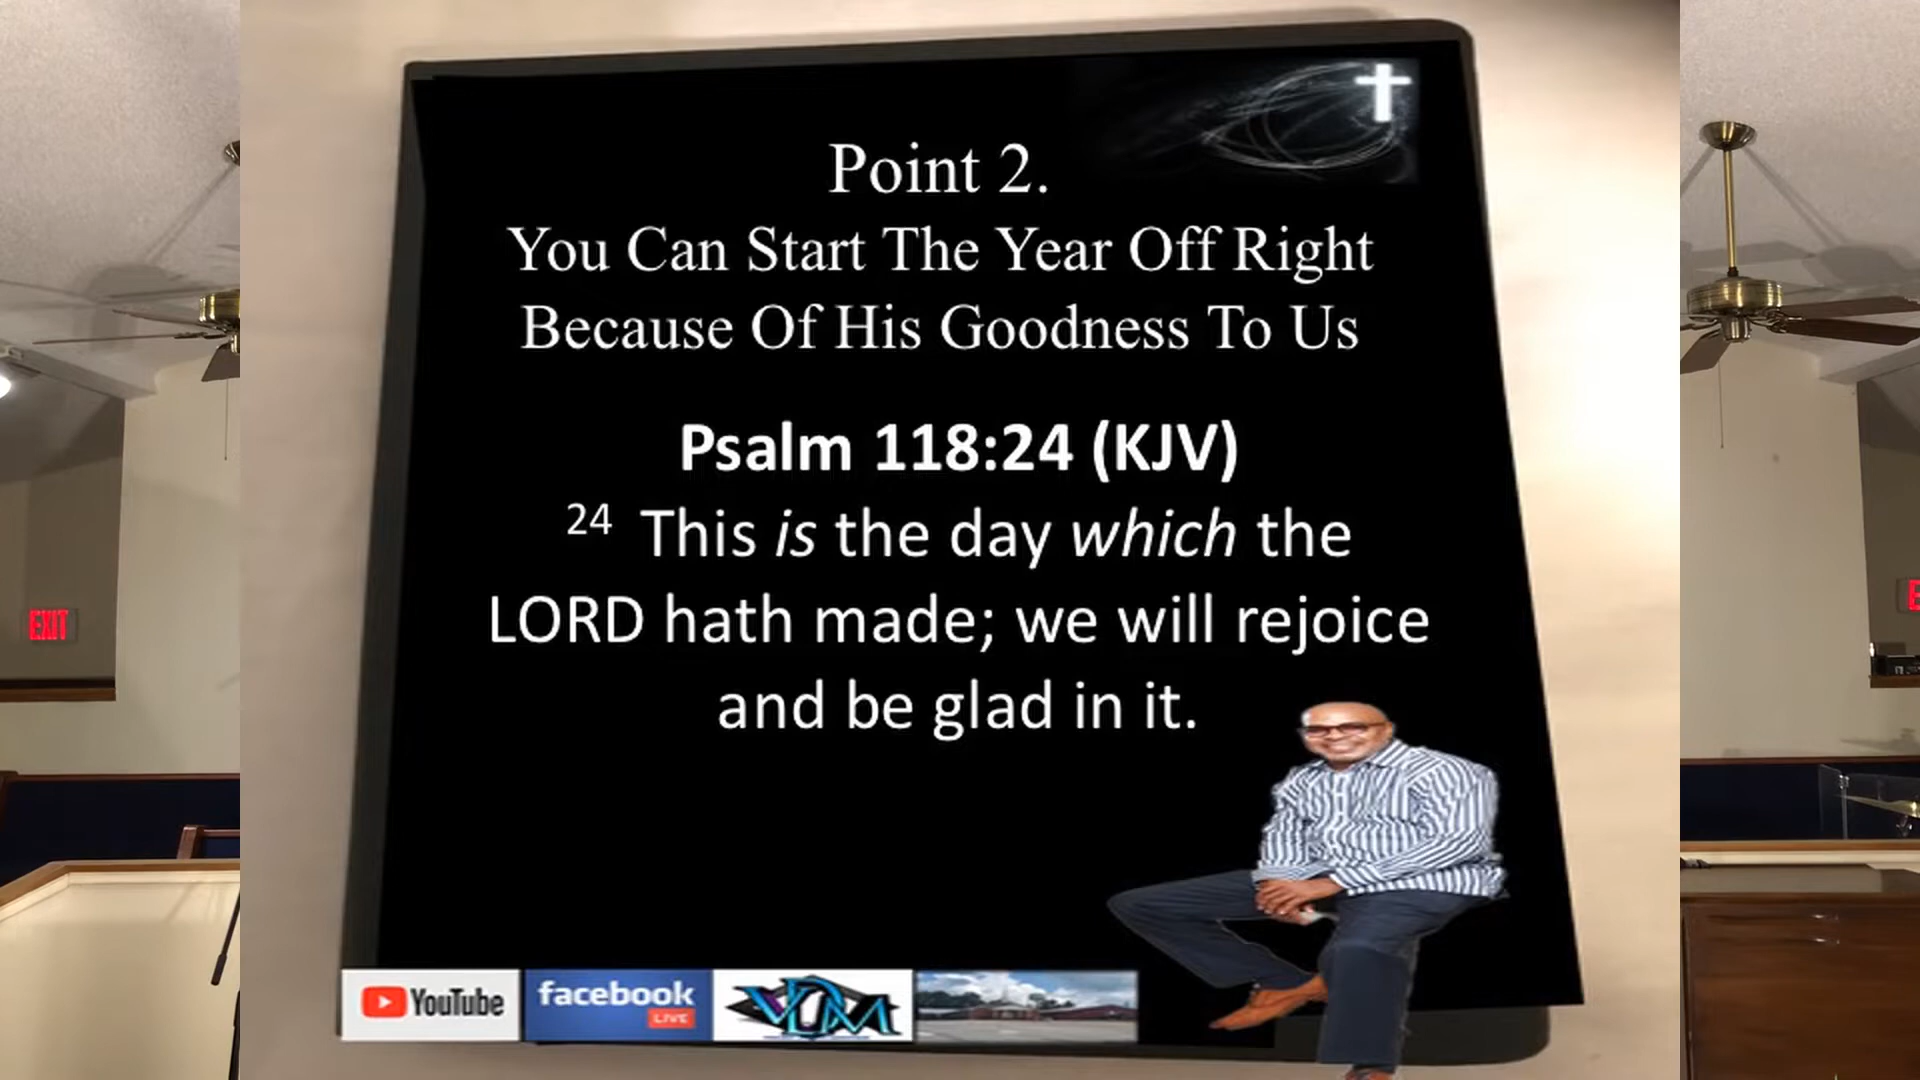 Point 2.
You Can Start The Year Off Right
Because Of His Goodness To Us
Psalm 118:24 (KJV)
24 This is the day which the
LORD hath made; we will rejoice
and be glad in it.
EXIT
YouTube
facebook
LIVE
VDM